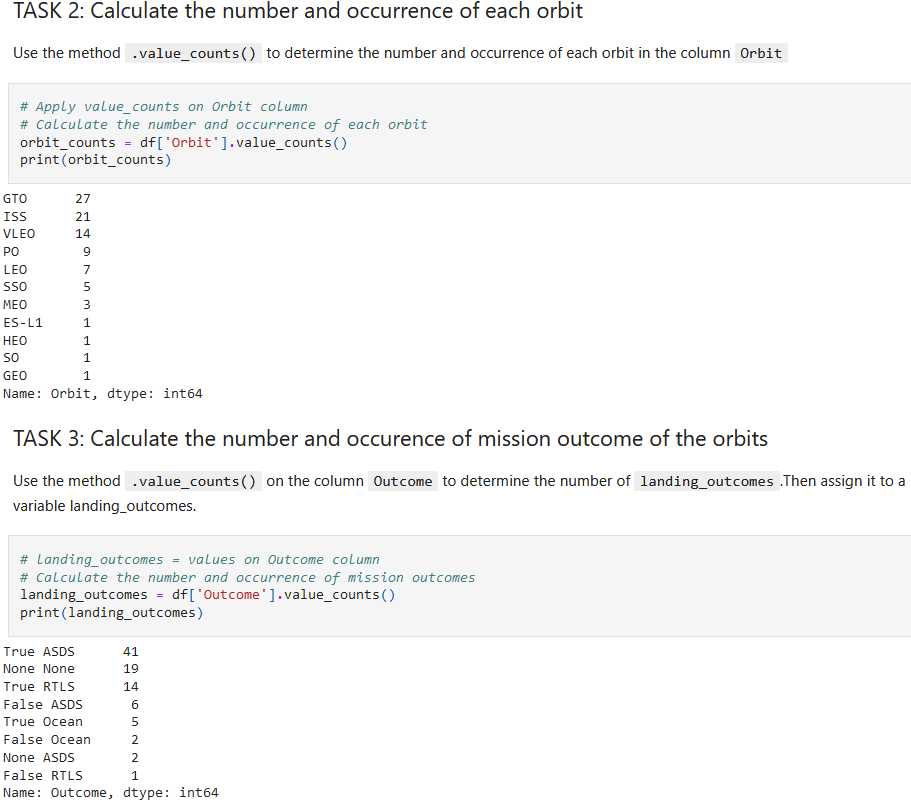 TASK 2: Calculate the number and occurrence of each orbit
Use the method .value_counts() to determine the number and occurrence of each orbit in the column Orbit
# Apply value_counts on Orbit column
# Calculate the number and occurrence of each orbit
orbit_counts = df['Orbit'].value_counts()
print(orbit_counts)
GTO 27
ISS 21
VLEO 14
PO 9
LEO 7
SSO 5
MEO 3
ES-L1 1
HEO 1
SO 1
GEO 1
Name: Orbit, dtype: int64
TASK 3: Calculate the number and occurence of mission outcome of the orbits
Use the method .value_counts() on the column Outcome to determine the number of landing_outcomes .Then assign it to a
variable landing_outcomes.
# landing_outcomes = values on Outcome column
# Calculate the number and occurrence of mission outcomes
landing_outcomes = df['Outcome'].value_counts()
print(landing_outcomes)
True ASDS 41
None None 19
True RTLS 14
False ASDS 6
True Ocean 5
False Ocean 2
None ASDS 2
False RTLS 1
Name: Outcome, dtype: int64